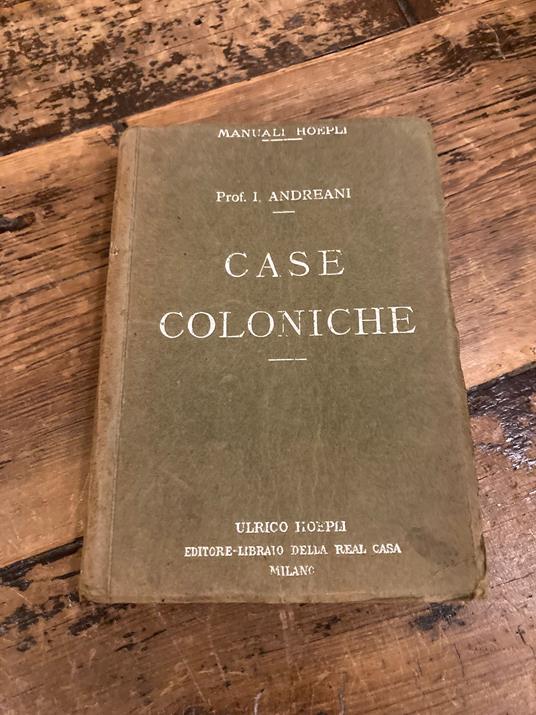 MANUALI HOEPLI
Prof. I. ANDREANI
CASE
COLONICHE
ULRICO HOEPLI
EDITORE-LIBRAIO DELLA REAL CASA
MILANO